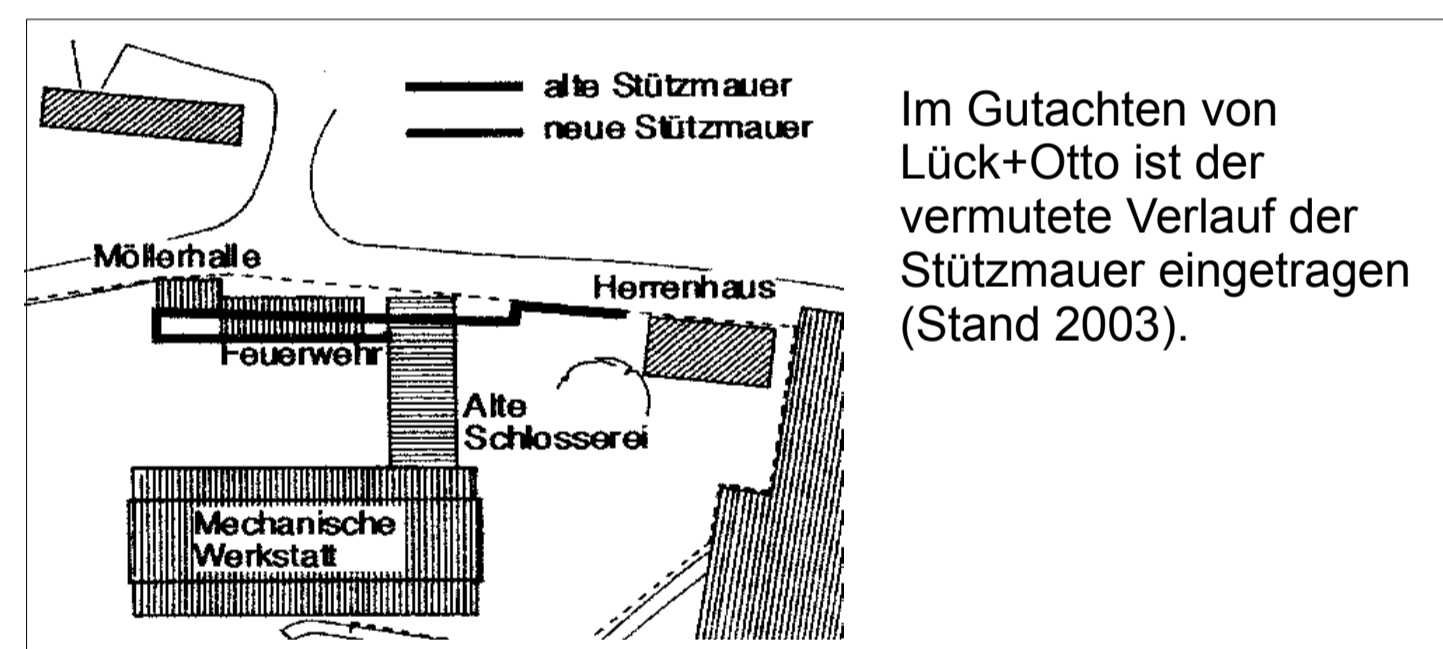 alte Stützmauer
neue Stützmauer
Möllerhalle
Herrenhaus
Feuerwehr
Alte
Schlosserei
Mechanische
Werkstatt
Im Gutachten von
Lück+Otto ist der
vermutete Verlauf der
Stützmauer eingetragen
(Stand 2003).